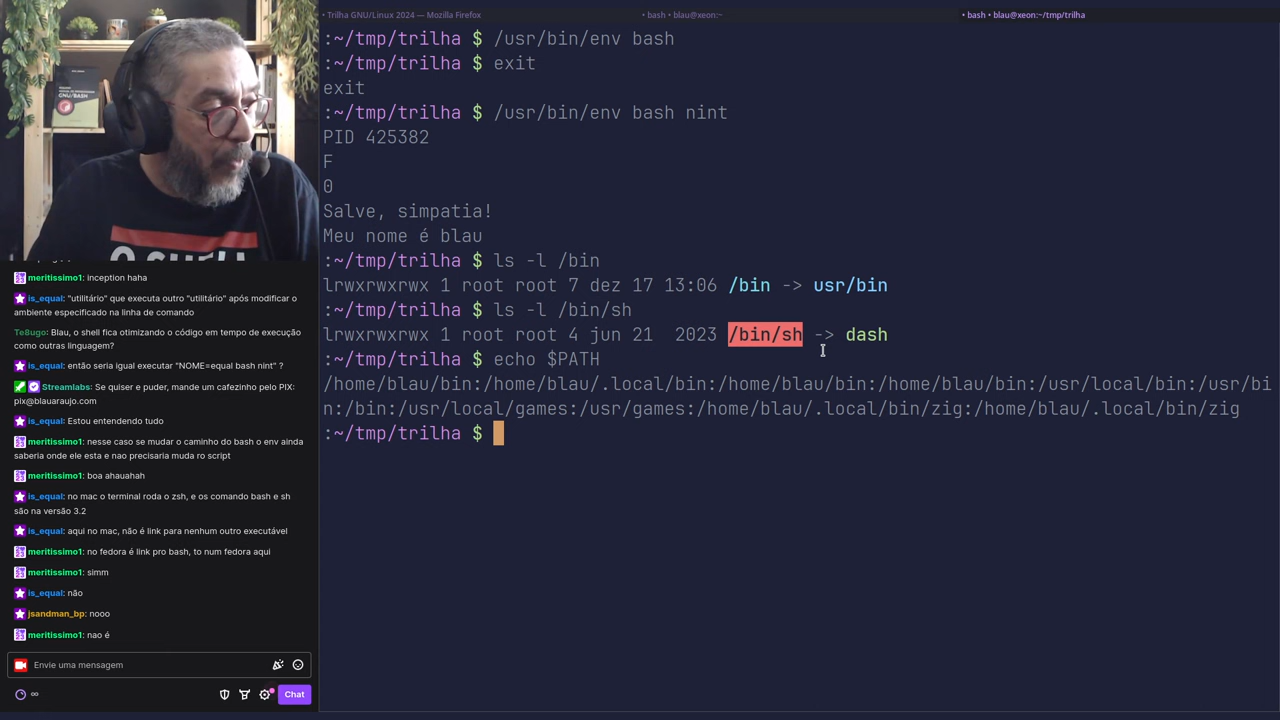 • Trilha GNU/Linux 2024 — Mozilla Firefox
• bash • blau@xeon:~
• bash • blau@xeon:~/tmp/trilha
GNU/BASH
:~/tmp/trilha $ /usr/bin/env bash
:~/tmp/trilha $ exit
exit
:~/tmp/trilha $ /usr/bin/env bash nint
PID 425382
F
0
Salve, simpatia!
Meu nome é blau
:~/tmp/trilha $ ls -l /bin
lrwxrwxrwx 1 root root 7 dez 17 13:06 /bin -> usr/bin
:~/tmp/trilha $ ls -l /bin/sh
lrwxrwxrwx 1 root root 4 jun 21  2023 /bin/sh -> dash
:~/tmp/trilha $ echo $PATH
/home/blau/bin:/home/blau/.local/bin:/home/blau/bin:/home/blau/bin:/usr/local/bin:/usr/bi
n:/bin:/usr/local/games:/usr/games:/home/blau/.local/bin/zig:/home/blau/.local/bin/zig
:~/tmp/trilha $
meritissimo1: inception haha
is_equal: "utilitário" que executa outro "utilitário" após modificar o
ambiente especificado na linha de comando
Te8ugo: Blau, o shell fica otimizando o código em tempo de execução
como outras linguagem?
is_equal: então seria igual executar "NOME=equal bash nint" ?
Streamlabs: Se quiser e puder, mande um cafezinho pelo PIX:
pix@blauaraujo.com
is_equal: Estou entendendo tudo
meritissimo1: nesse caso se mudar o caminho do bash o env ainda
saberia onde ele esta e nao precisaria muda ro script
meritissimo1: boa ahauahah
is_equal: no mac o terminal roda o zsh, e os comando bash e sh
são na versão 3.2
is_equal: aqui no mac, não é link para nenhum outro executável
meritissimo1: no fedora é link pro bash, to num fedora aqui
meritissimo1: simm
is_equal: não
jsandman_bp: nooo
meritissimo1: nao é
Envie uma mensagem
∞
Chat